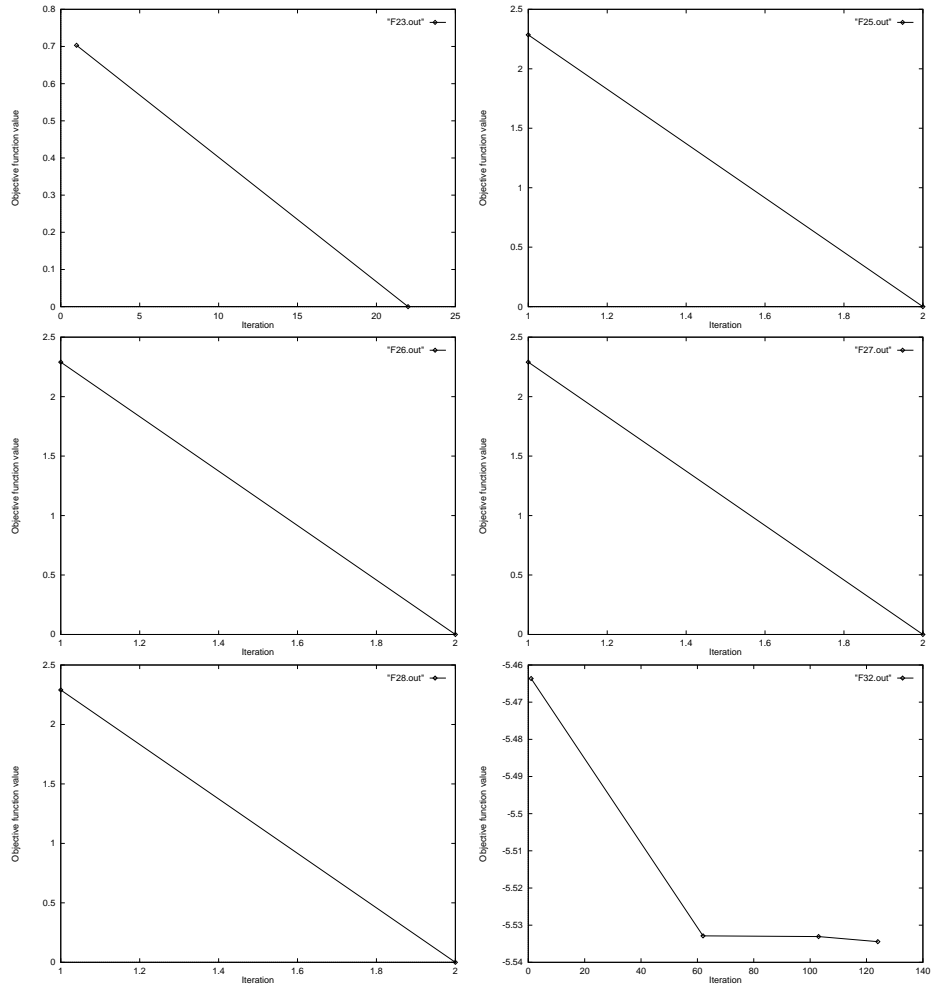 0.8
0.7
0.6
0.5
0.4
0.3
0.2
0.1
0
0 5 10 15 20 25
Iteration
Objective function value
"F23.out"
2.5
2
1.5
1
0.5
0
1 1.2 1.4 1.6 1.8 2
Iteration
Objective function value
"F25.out"
2.5
2
1.5
1
0.5
0
1 1.2 1.4 1.6 1.8 2
Iteration
Objective function value
"F26.out"
2.5
2
1.5
1
0.5
0
1 1.2 1.4 1.6 1.8 2
Iteration
Objective function value
"F27.out"
2.5
2
1.5
1
0.5
0
1 1.2 1.4 1.6 1.8 2
Iteration
Objective function value
"F28.out"
-5.46
-5.47
-5.48
-5.49
-5.5
-5.51
-5.52
-5.53
-5.54
0 20 40 60 80 100 120 140
Iteration
Objective function value
"F32.out"